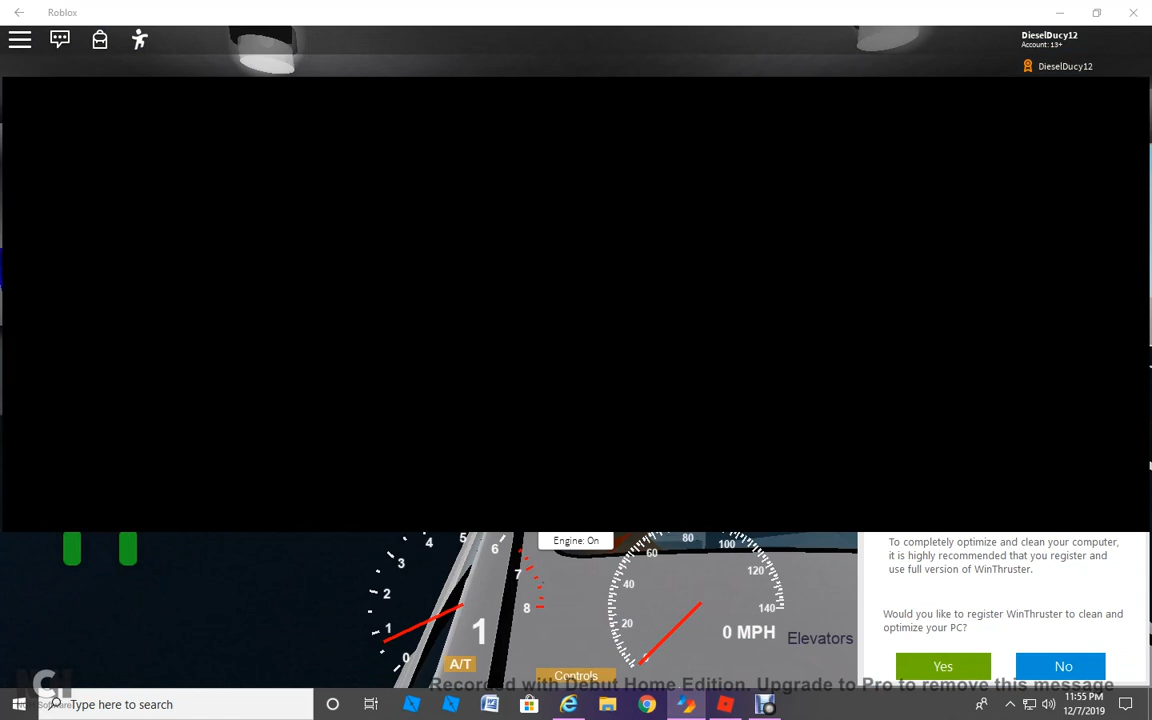 Roblox
DieselDucy12
Account: 13+
DieselDucy12
Engine: On
0
1
2
3
4
5
6
7
8
1
A/T
20
40
60
80
100
120
140
0 MPH
Elevators
Controls
To completely optimize and clean your computer,
it is highly recommended that you register and
use full version of WinThruster.
Would you like to register WinThruster to clean and
optimize your PC?
Yes
No
NCH Software
Recorded with Debut Home Edition. Upgrade to Pro to remove this message
Type here to search
11:55 PM
12/7/2019